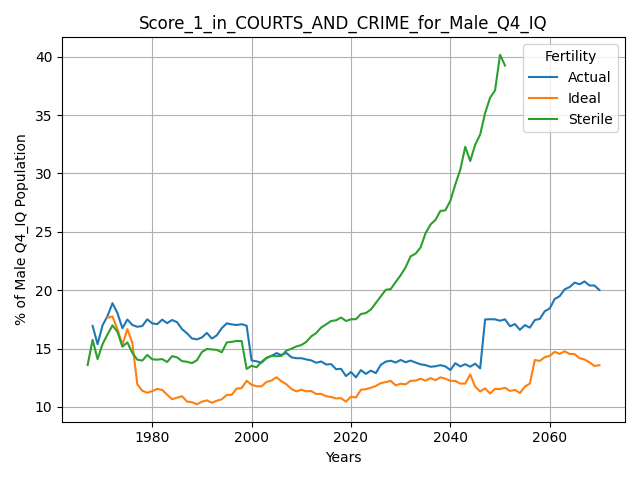 Score_1_in_COURTS_AND_CRIME_for_Male_Q4_IQ
% of Male Q4_IQ Population
40
35
30
25
20
15
10
Fertility
Actual
Ideal
Sterile
1980 2000 2020 2040 2060
Years